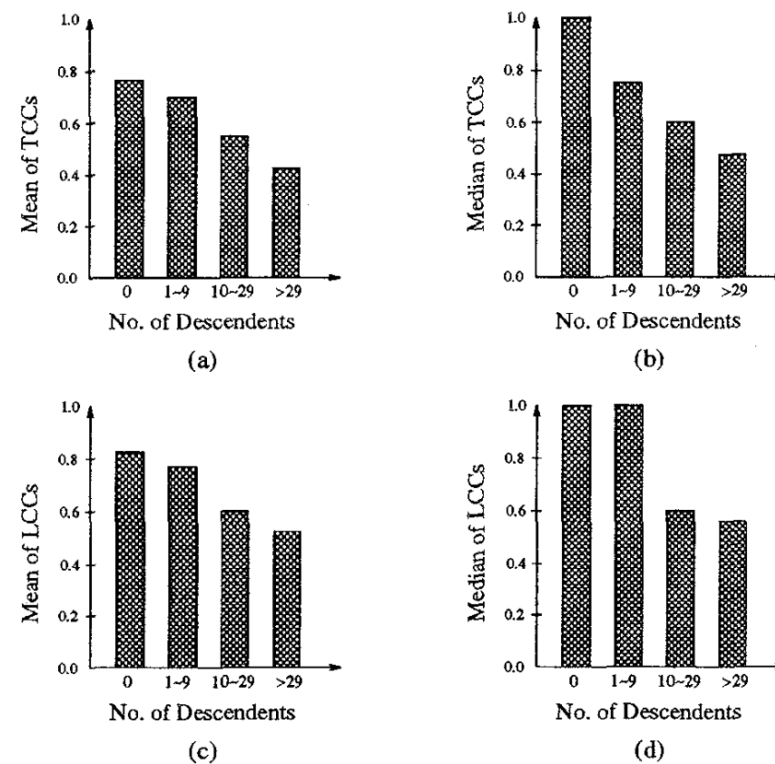 1.0
0.8
0.6
0.4
0.2
0.0
Mean of TCCs
0 1~9 10~29 >29
No. of Descendents
(a)
1.0
0.8
0.6
0.4
0.2
0.0
Median of TCCs
0 1~9 10~29 >29
No. of Descendents
(b)
1.0
0.8
0.6
0.4
0.2
0.0
Mean of LCCs
0 1~9 10~29 >29
No. of Descendents
(c)
1.0
0.8
0.6
0.4
0.2
0.0
Median of LCCs
0 1~9 10~29 >29
No. of Descendents
(d)